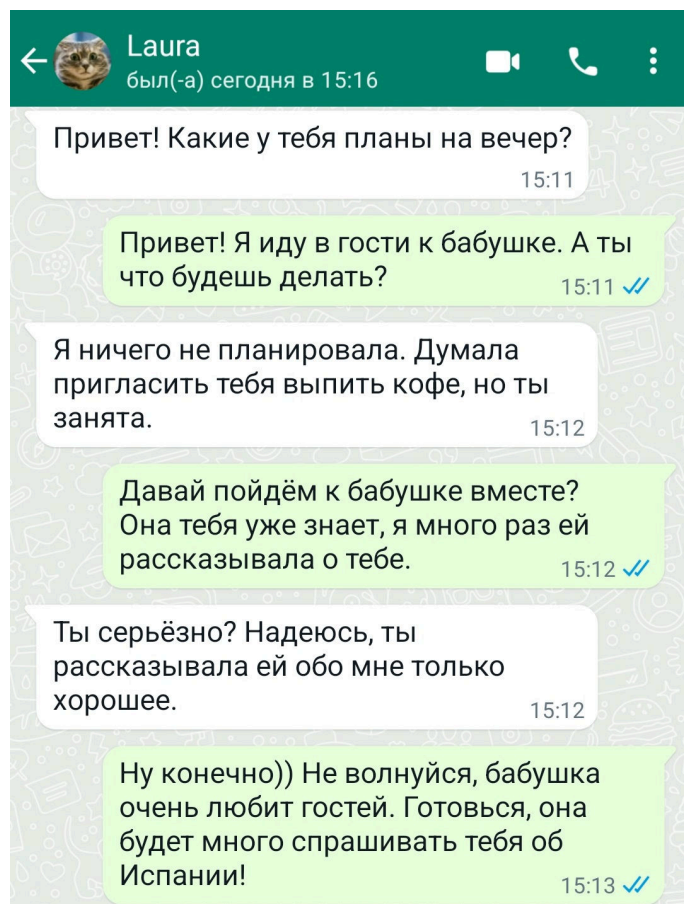 Laura
был(-а) сегодня в 15:16
Привет! Какие у тебя планы на вечер?
15:11
Привет! Я иду в гости к бабушке. А ты
что будешь делать?
15:11
Я ничего не планировала. Думала
пригласить тебя выпить кофе, но ты
занята.
15:12
Давай пойдём к бабушке вместе?
Она тебя уже знает, я много раз ей
рассказывала о тебе.
15:12
Ты серьёзно? Надеюсь, ты
рассказывала ей обо мне только
хорошее.
15:12
Ну конечно)) Не волнуйся, бабушка
очень любит гостей. Готовься, она
будет много спрашивать тебя об
Испании!
15:13